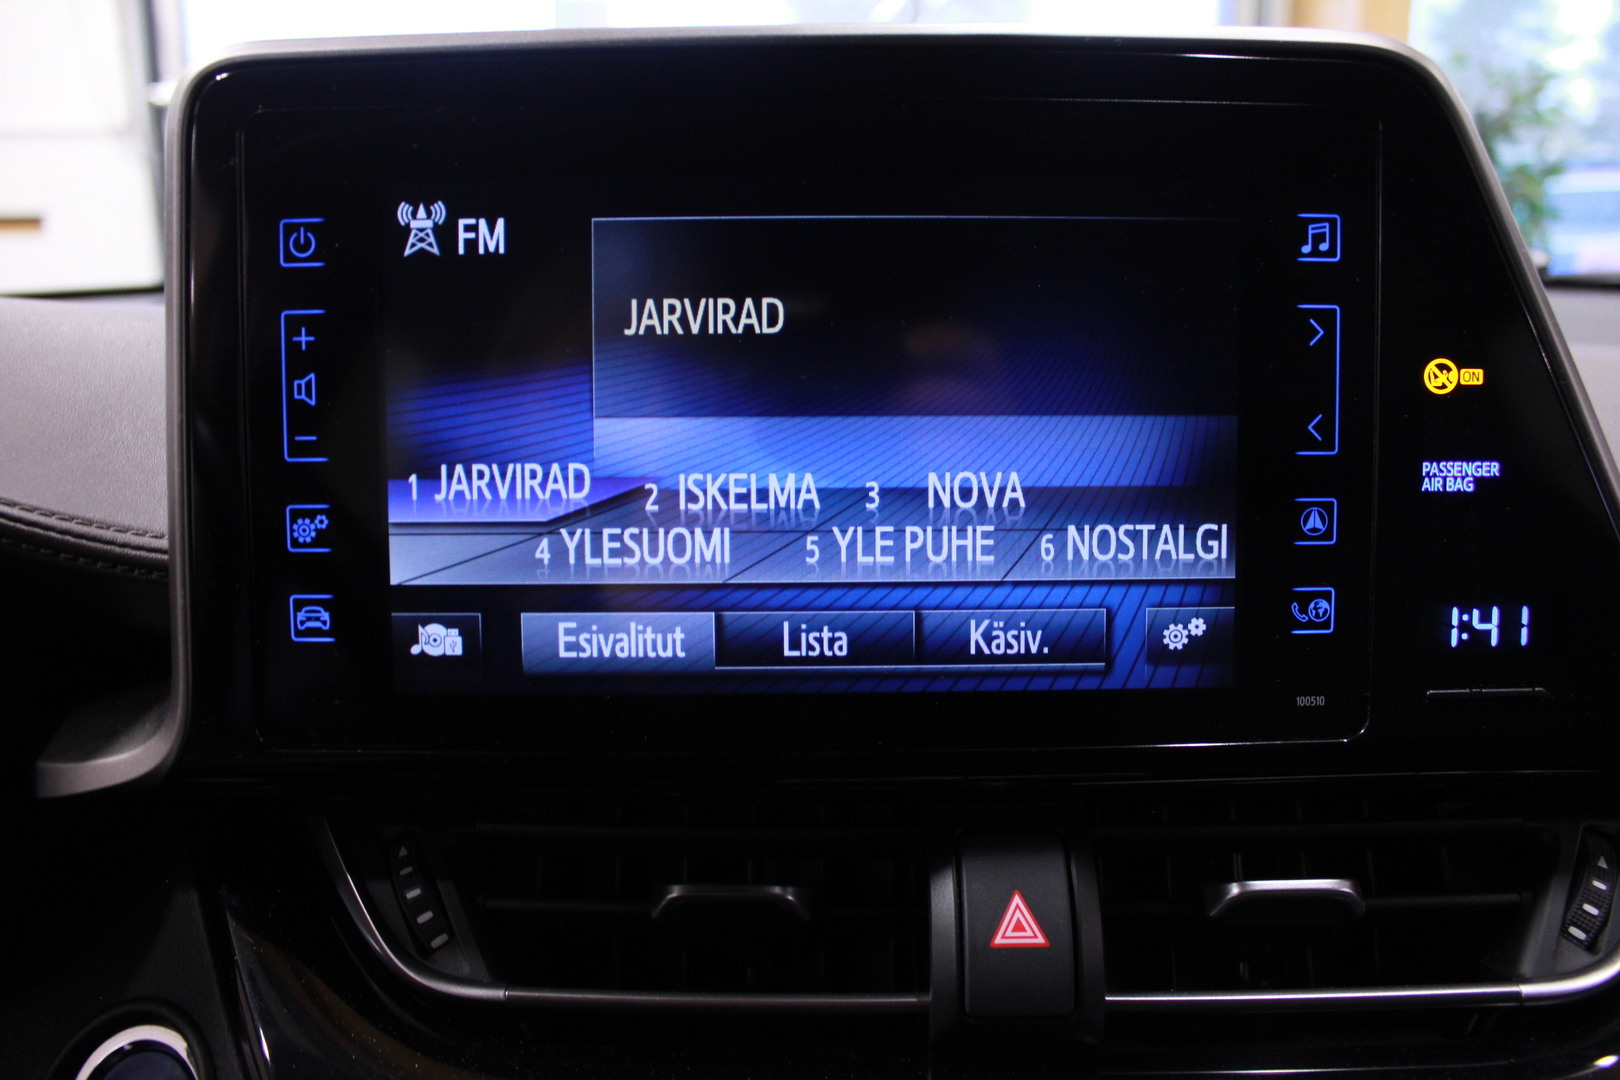 FM
JARVIRAD
1 JARVIRAD 2 ISKELMA 3 NOVA
4 YLESUOMI 5 YLE PUHE 6 NOSTALGI
Esivalitut Lista Käsiv.
100510
ON
PASSENGER
AIR BAG
1:41